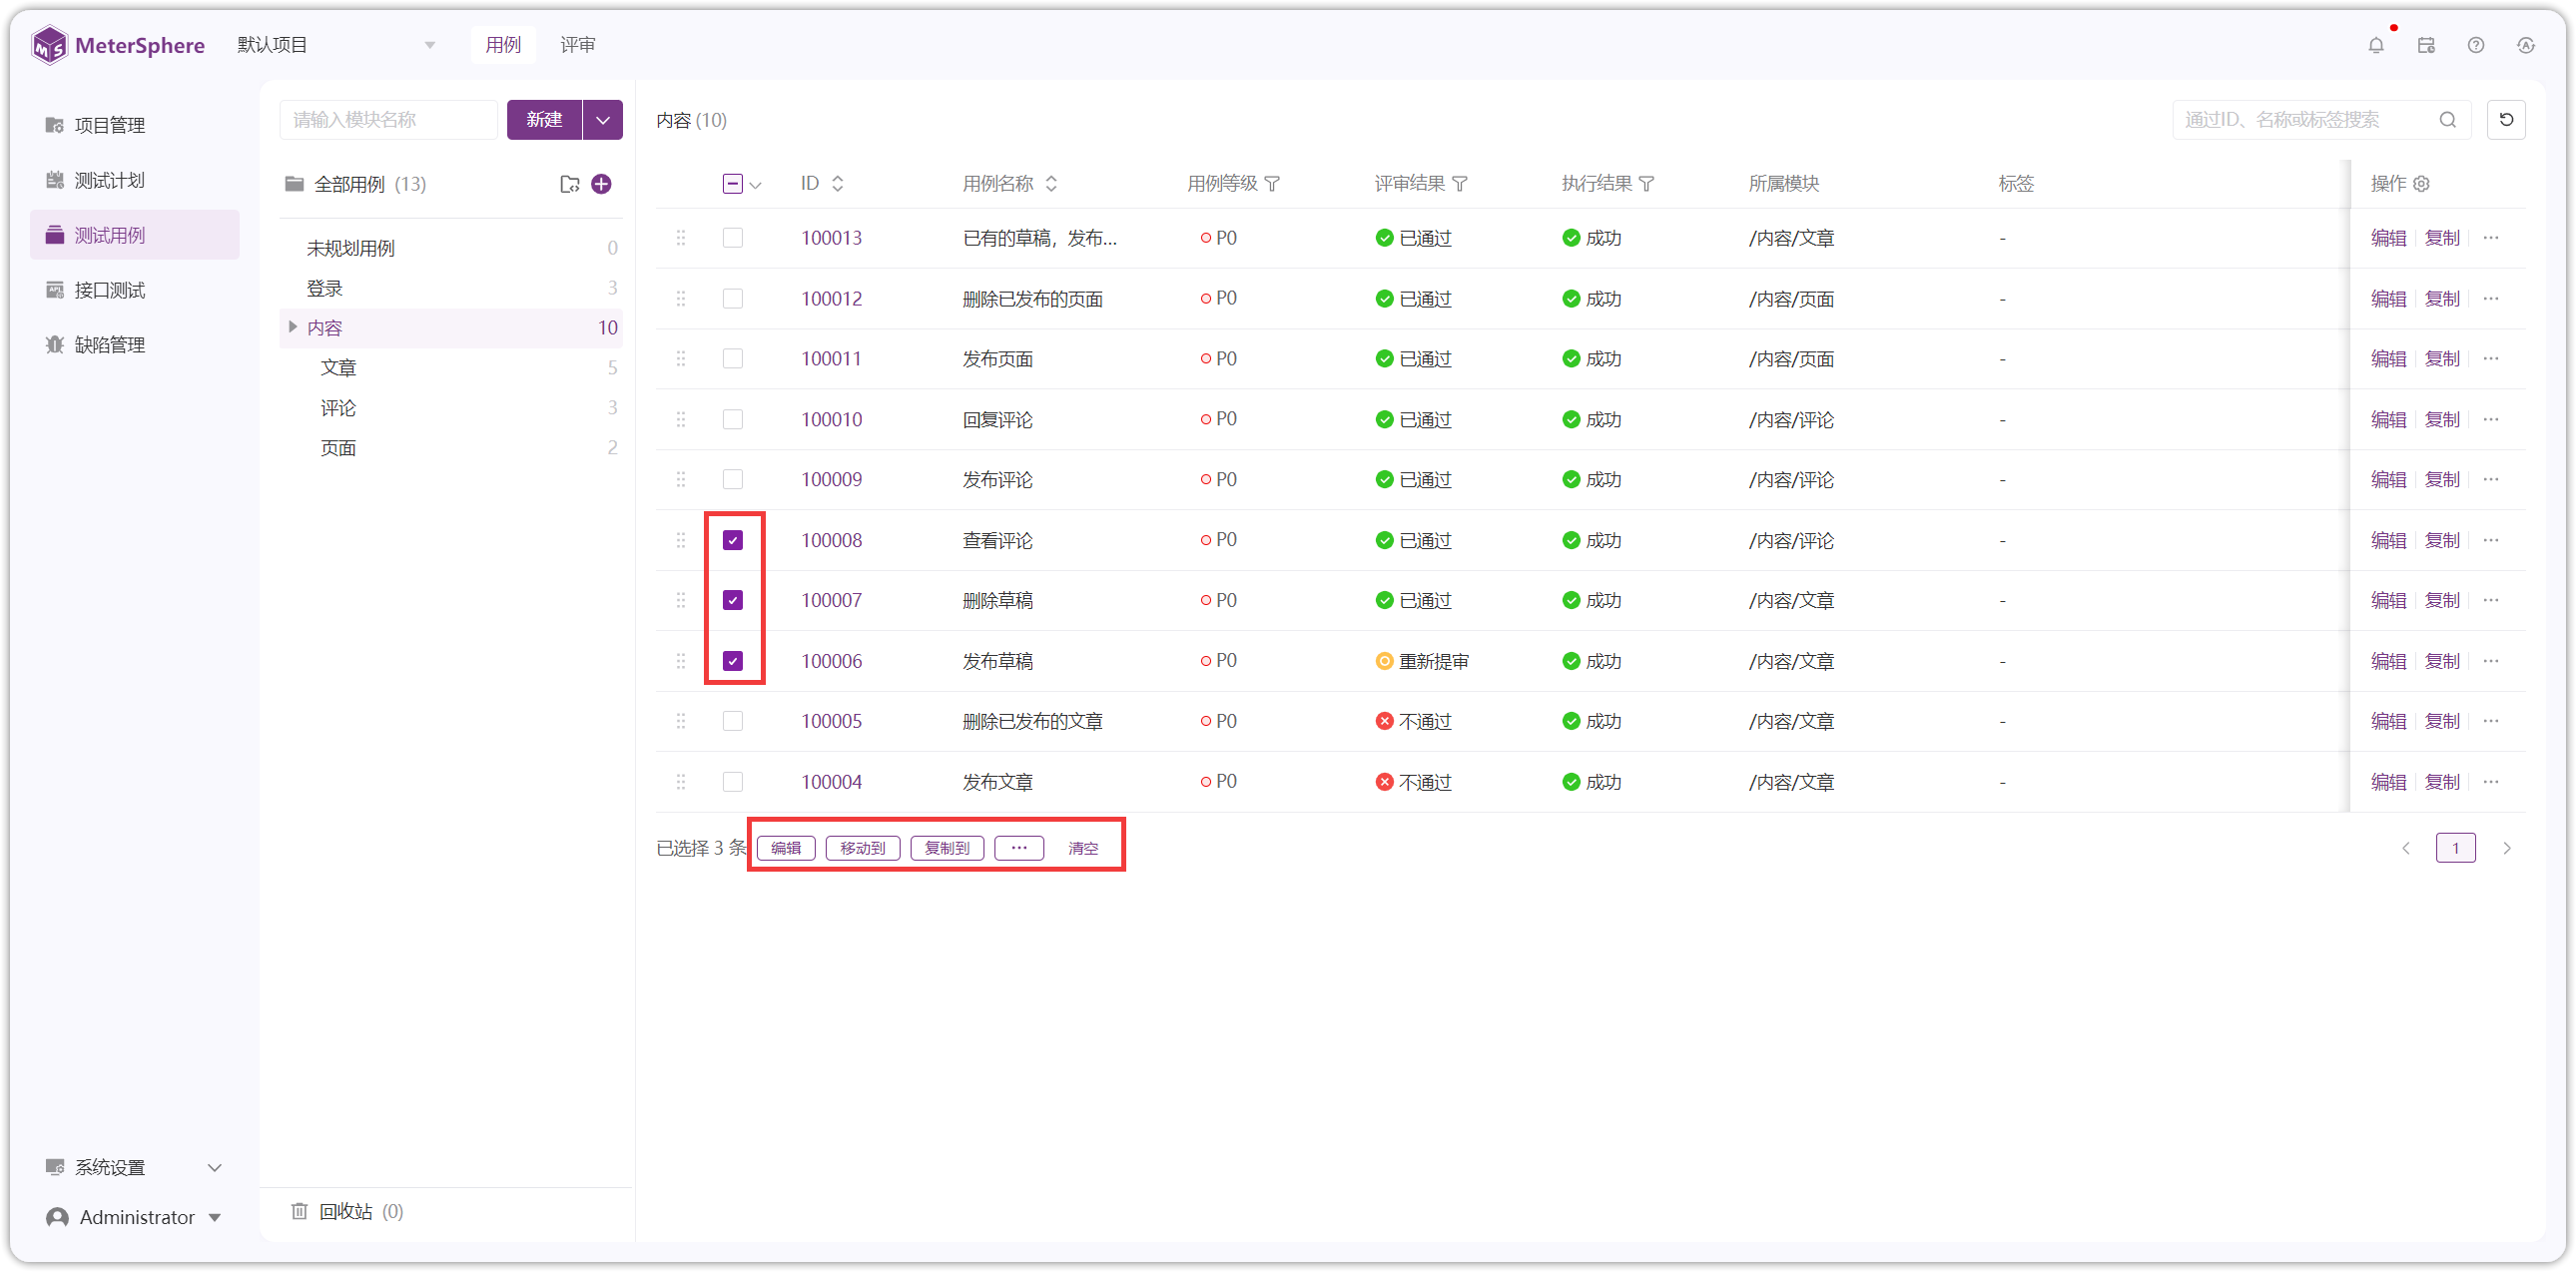 MeterSphere 默认项目 用例 评审
项目管理
测试计划
测试用例
接口测试
缺陷管理
系统设置
Administrator
请输入模块名称 新建
全部用例 (13)
未规划用例 0
登录 3
内容 10
文章 5
评论 3
页面 2
回收站 (0)
内容 (10) 通过ID、名称或标签搜索
ID 用例名称 用例等级 评审结果 执行结果 所属模块 标签 操作
100013 已有的草稿，发布... P0 已通过 成功 /内容/文章 - 编辑 复制 ...
100012 删除已发布的页面 P0 已通过 成功 /内容/页面 - 编辑 复制 ...
100011 发布页面 P0 已通过 成功 /内容/页面 - 编辑 复制 ...
100010 回复评论 P0 已通过 成功 /内容/评论 - 编辑 复制 ...
100009 发布评论 P0 已通过 成功 /内容/评论 - 编辑 复制 ...
100008 查看评论 P0 已通过 成功 /内容/评论 - 编辑 复制 ...
100007 删除草稿 P0 已通过 成功 /内容/文章 - 编辑 复制 ...
100006 发布草稿 P0 重新提审 成功 /内容/文章 - 编辑 复制 ...
100005 删除已发布的文章 P0 不通过 成功 /内容/文章 - 编辑 复制 ...
100004 发布文章 P0 不通过 成功 /内容/文章 - 编辑 复制 ...
已选择 3 条 编辑 移动到 复制到 ... 清空 1